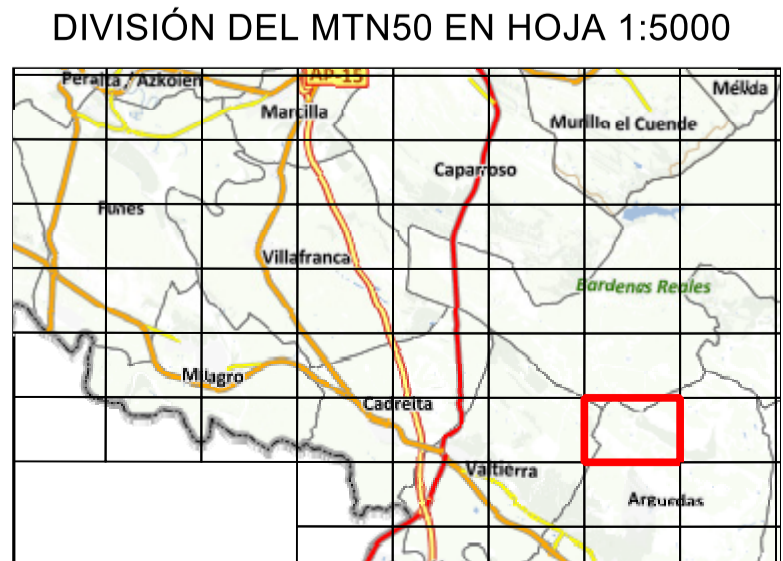 DIVISIÓN DEL MTN50 EN HOJA 1:5000
Peralta / Azkoien
AP-15
Mélida
Marcilla
Murillo el Cuende
Caparroso
Funes
Villafranca
Bardenas Reales
Milagro
Cadreita
Valtierra
Arguedas